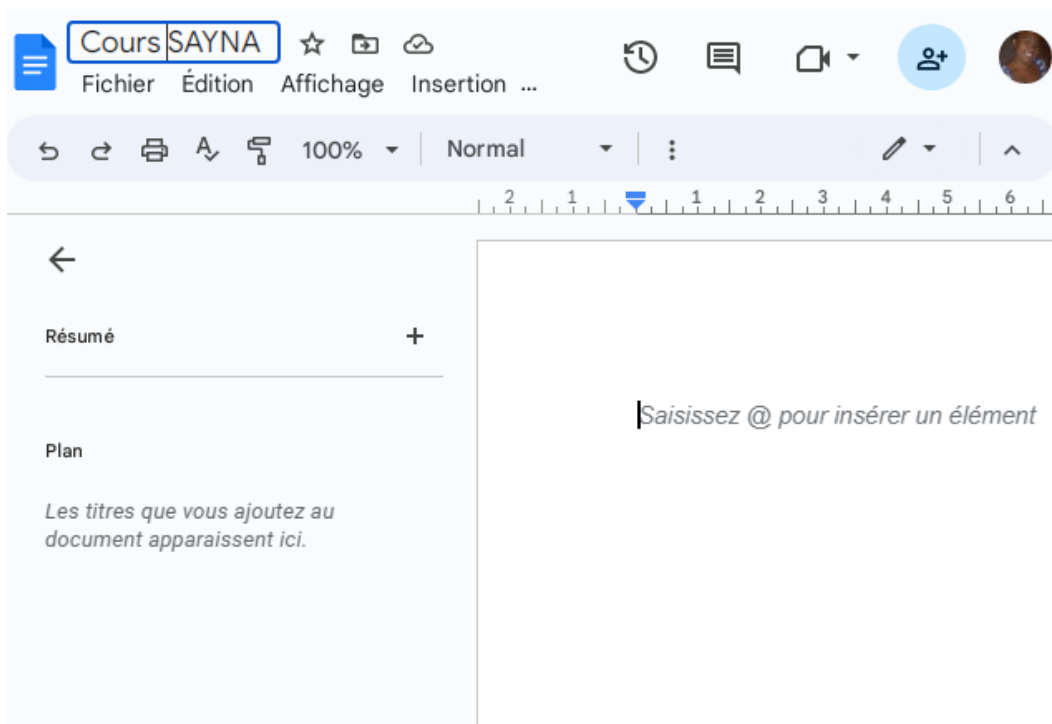 Cours SAYNA
Fichier Édition Affichage Insertion ...
100% Normal
2 1 1 2 3 4 5 6
Résumé
Saisissez @ pour insérer un élément
Plan
Les titres que vous ajoutez au
document apparaissent ici.